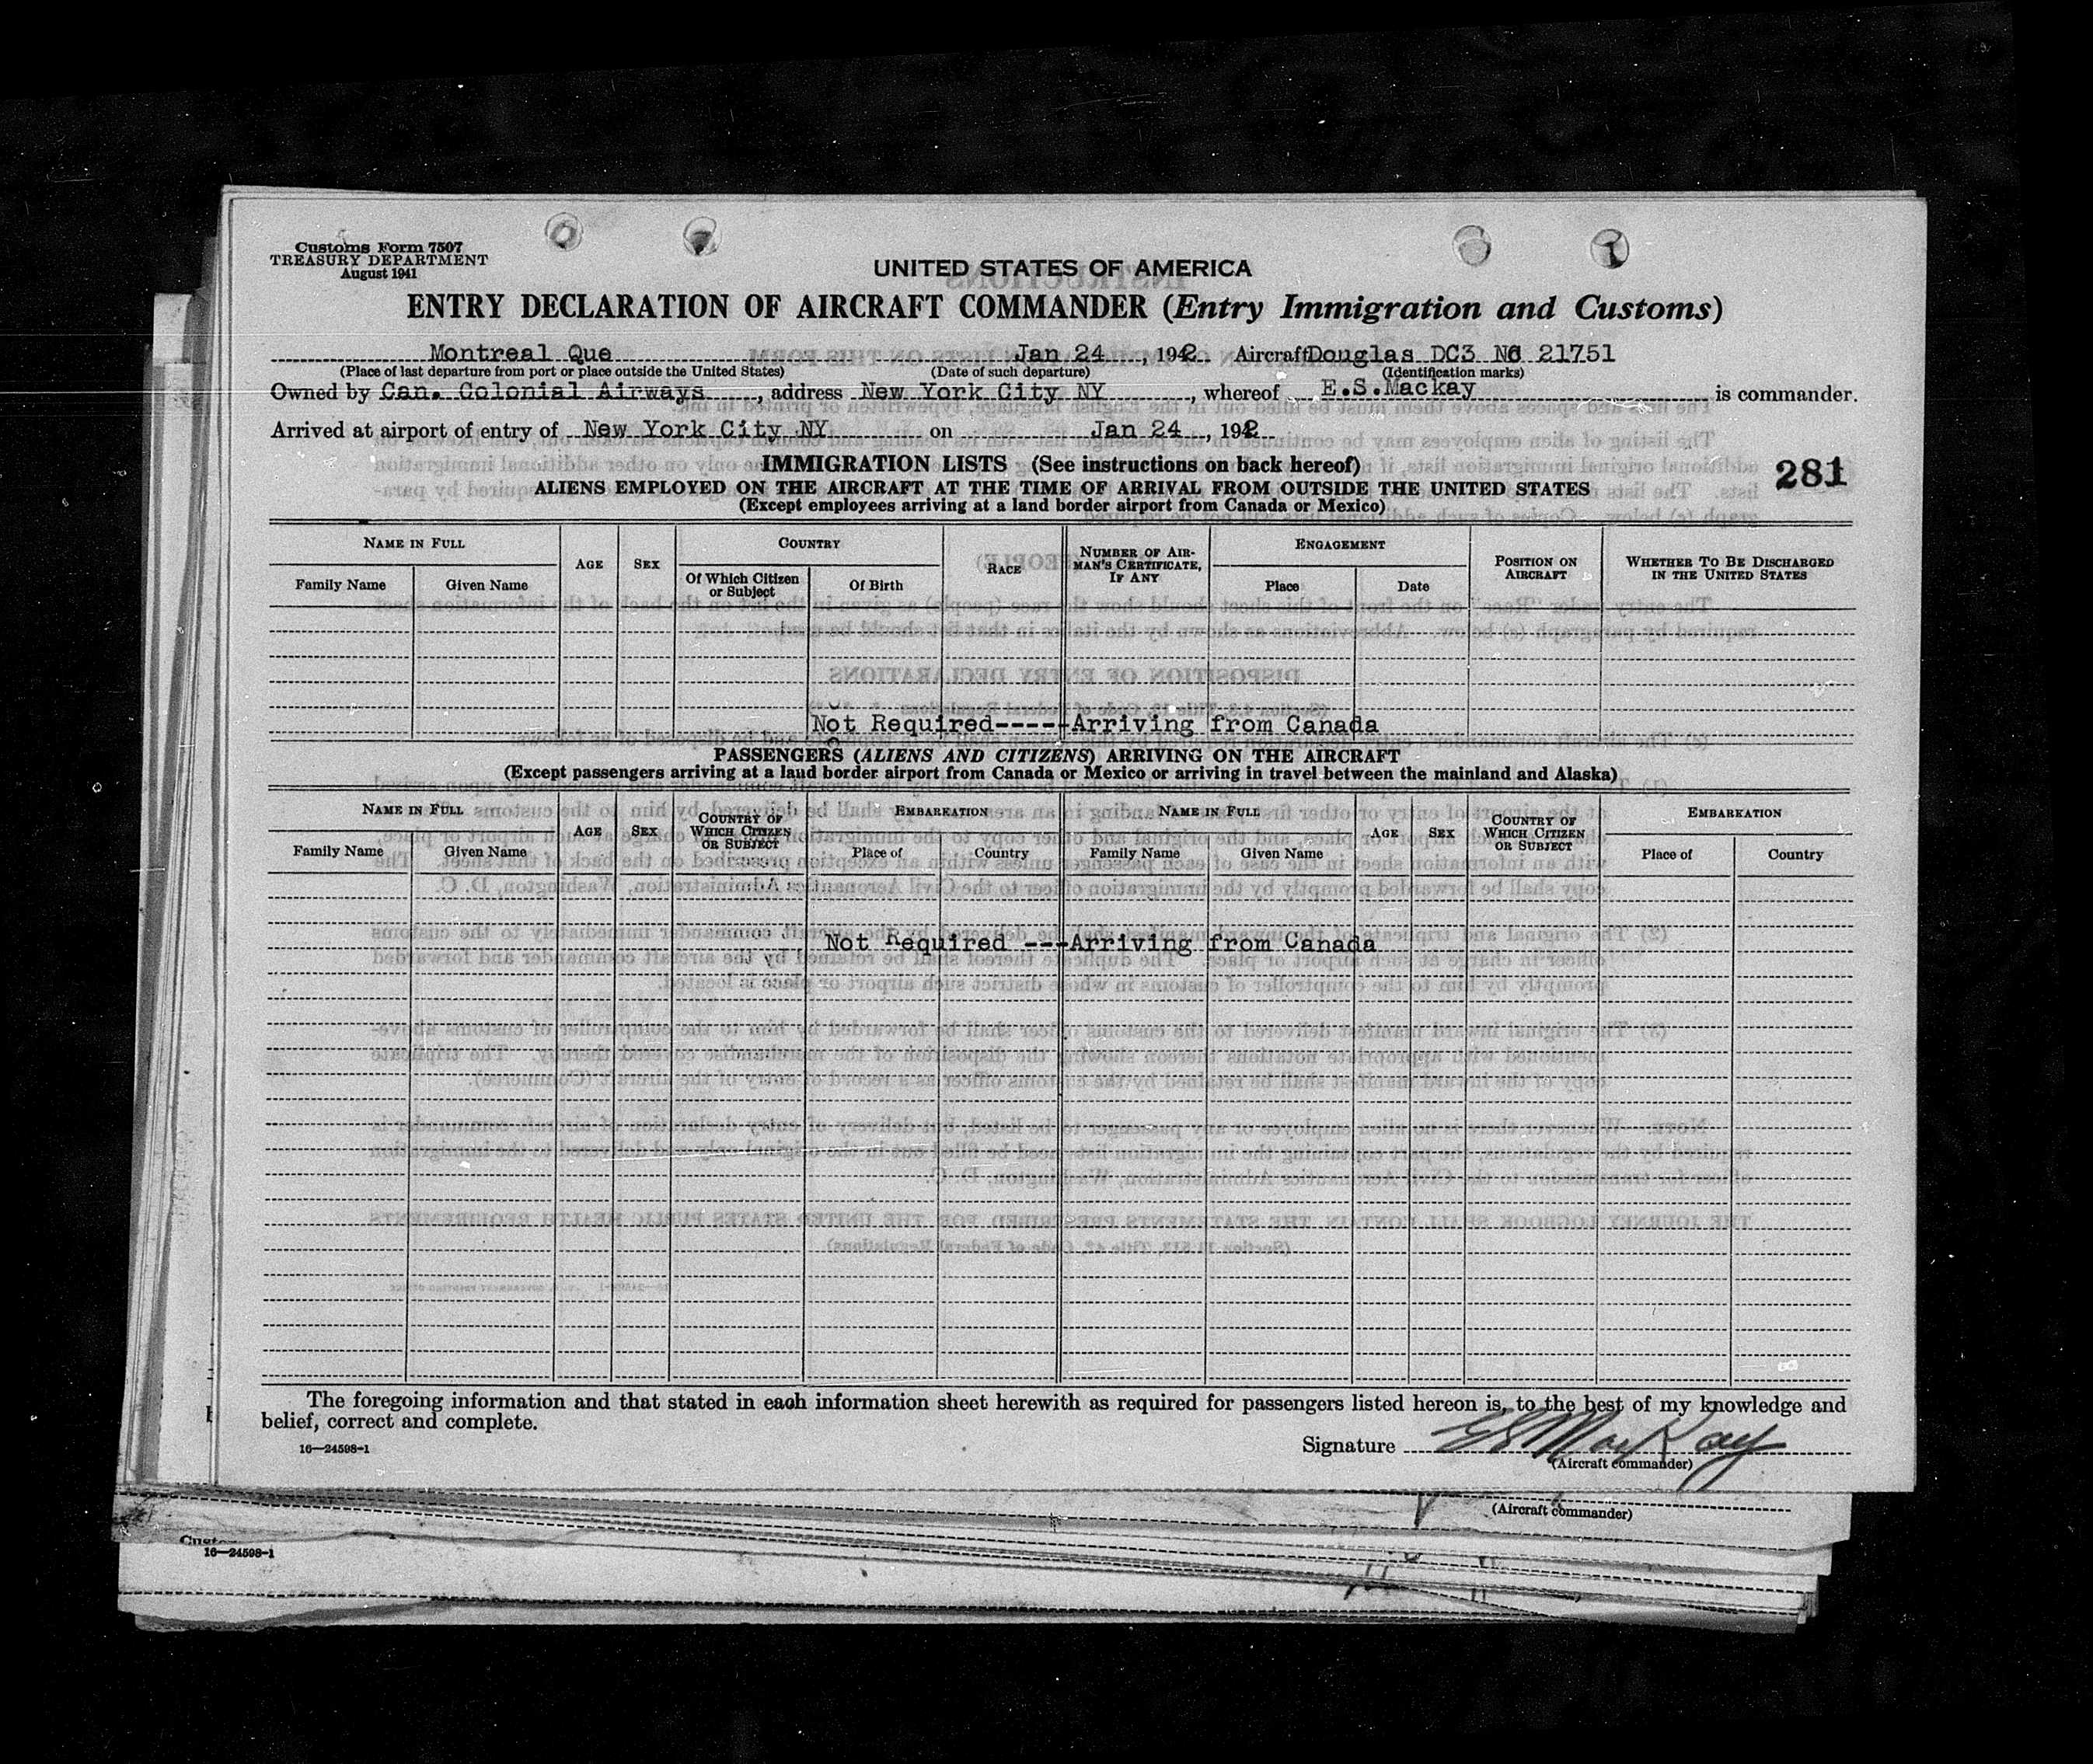 Customs Form 7507
TREASURY DEPARTMENT
August 1941
UNITED STATES OF AMERICA
ENTRY DECLARATION OF AIRCRAFT COMMANDER (Entry Immigration and Customs)
Montreal Que Jan 24, 1942. Aircraft Douglas DC3 NC 21751
(Place of last departure from port or place outside the United States) (Date of such departure) (Identification marks)
Owned by Can. Colonial Airways, address New York City NY, whereof E.S.Mackay is commander.
Arrived at airport of entry of New York City NY on Jan 24, 1942
IMMIGRATION LISTS (See instructions on back hereof)
281
ALIENS EMPLOYED ON THE AIRCRAFT AT THE TIME OF ARRIVAL FROM OUTSIDE THE UNITED STATES
(Except employees arriving at a land border airport from Canada or Mexico)
NAME IN FULL AGE SEX COUNTRY RACE NUMBER OF AIRMAN'S CERTIFICATE, IF ANY ENGAGEMENT POSITION ON AIRCRAFT WHETHER TO BE DISCHARGED IN THE UNITED STATES
Family Name Given Name Of Which Citizen or Subject Of Birth Place Date
Not Required-----Arriving from Canada
PASSENGERS (ALIENS AND CITIZENS) ARRIVING ON THE AIRCRAFT
(Except passengers arriving at a land border airport from Canada or Mexico or arriving in travel between the mainland and Alaska)
NAME IN FULL AGE SEX COUNTRY OF WHICH CITIZEN OR SUBJECT EMBARKATION NAME IN FULL AGE SEX COUNTRY OF WHICH CITIZEN OR SUBJECT EMBARKATION
Family Name Given Name Place of Country Family Name Given Name Place of Country
Not Required ---Arriving from Canada
The foregoing information and that stated in each information sheet herewith as required for passengers listed hereon is, to the best of my knowledge and
belief, correct and complete.
16—24598-1
Signature ES MacKay
(Aircraft commander)
(Aircraft commander)
16—24598-1